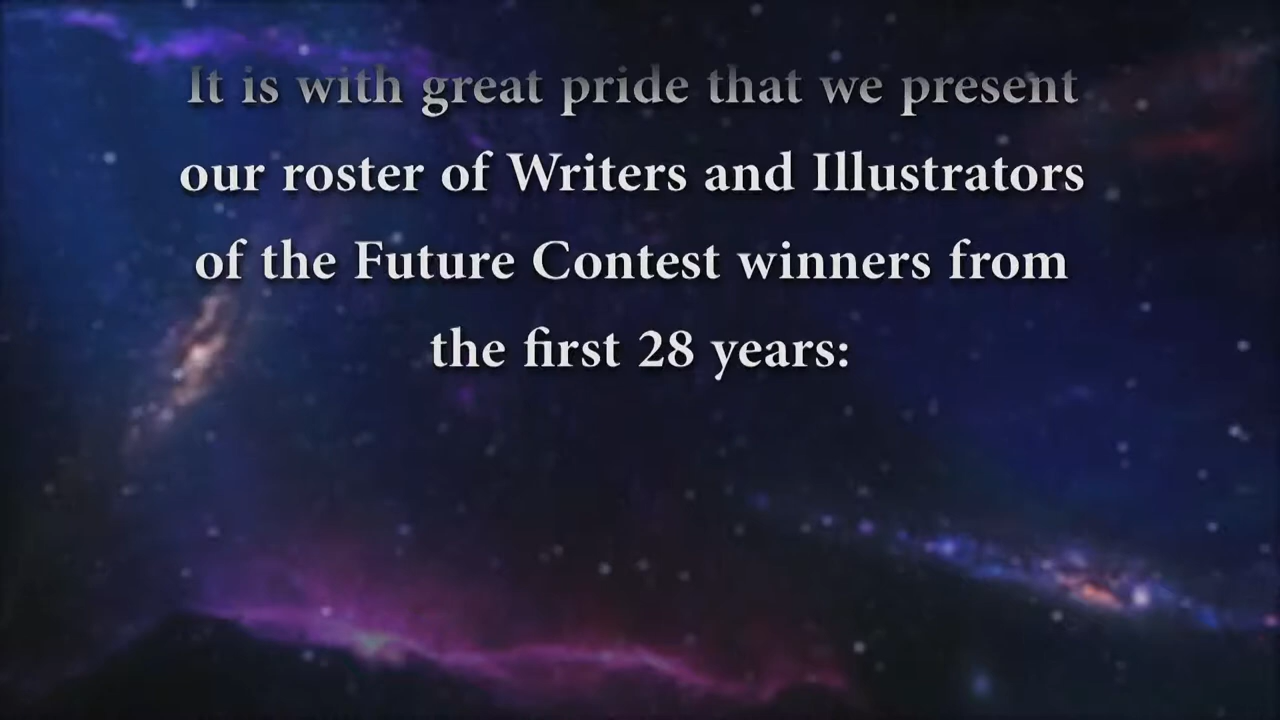 It is with great pride that we present
our roster of Writers and Illustrators
of the Future Contest winners from
the first 28 years: